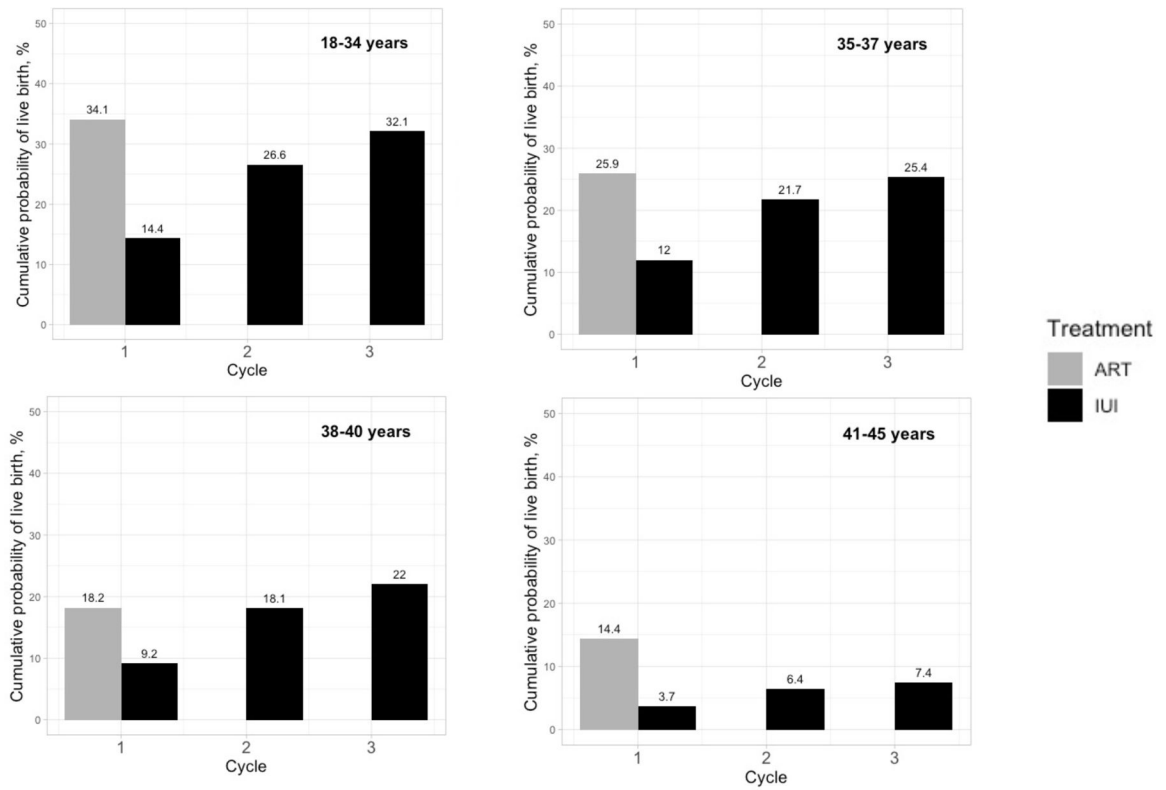 18-34 years
Cumulative probability of live birth, %
50
40
30
20
10
0
34.1
14.4
26.6
32.1
1 2 3
Cycle
35-37 years
Cumulative probability of live birth, %
50
40
30
20
10
0
25.9
12
21.7
25.4
1 2 3
Cycle
Treatment
ART
IUI
38-40 years
Cumulative probability of live birth, %
50
40
30
20
10
0
18.2
9.2
18.1
22
1 2 3
Cycle
41-45 years
Cumulative probability of live birth, %
50
40
30
20
10
0
14.4
3.7
6.4
7.4
1 2 3
Cycle